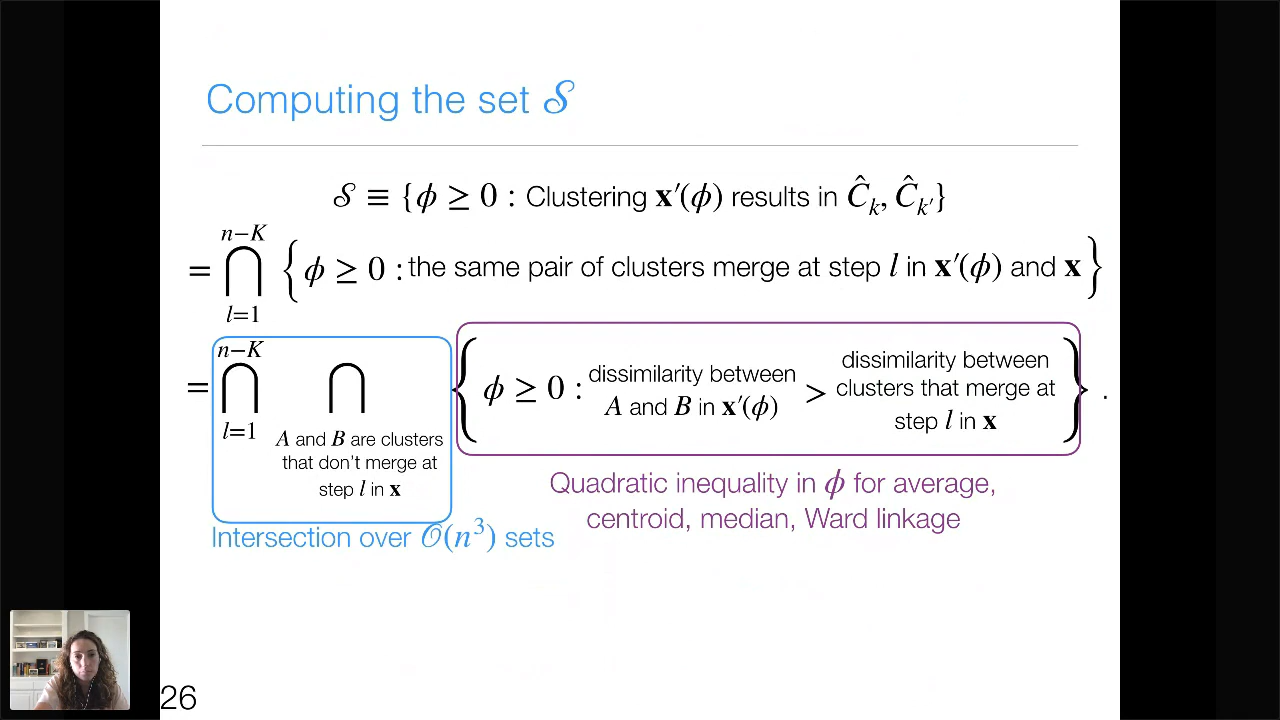 Computing the set 𝒮
𝒮 ≡ {ϕ ≥ 0 : Clustering x′(ϕ) results in Ĉₖ, Ĉₖ′}
n−K
= ⋂ {ϕ ≥ 0 : the same pair of clusters merge at step l in x′(ϕ) and x}
l=1
n−K
= ⋂ ⋂ {ϕ ≥ 0 : dissimilarity between A and B in x′(ϕ) > dissimilarity between clusters that merge at step l in x} .
l=1
A and B are clusters
that don't merge at
step l in x
Quadratic inequality in ϕ for average,
centroid, median, Ward linkage
Intersection over 𝒪(n³) sets
26